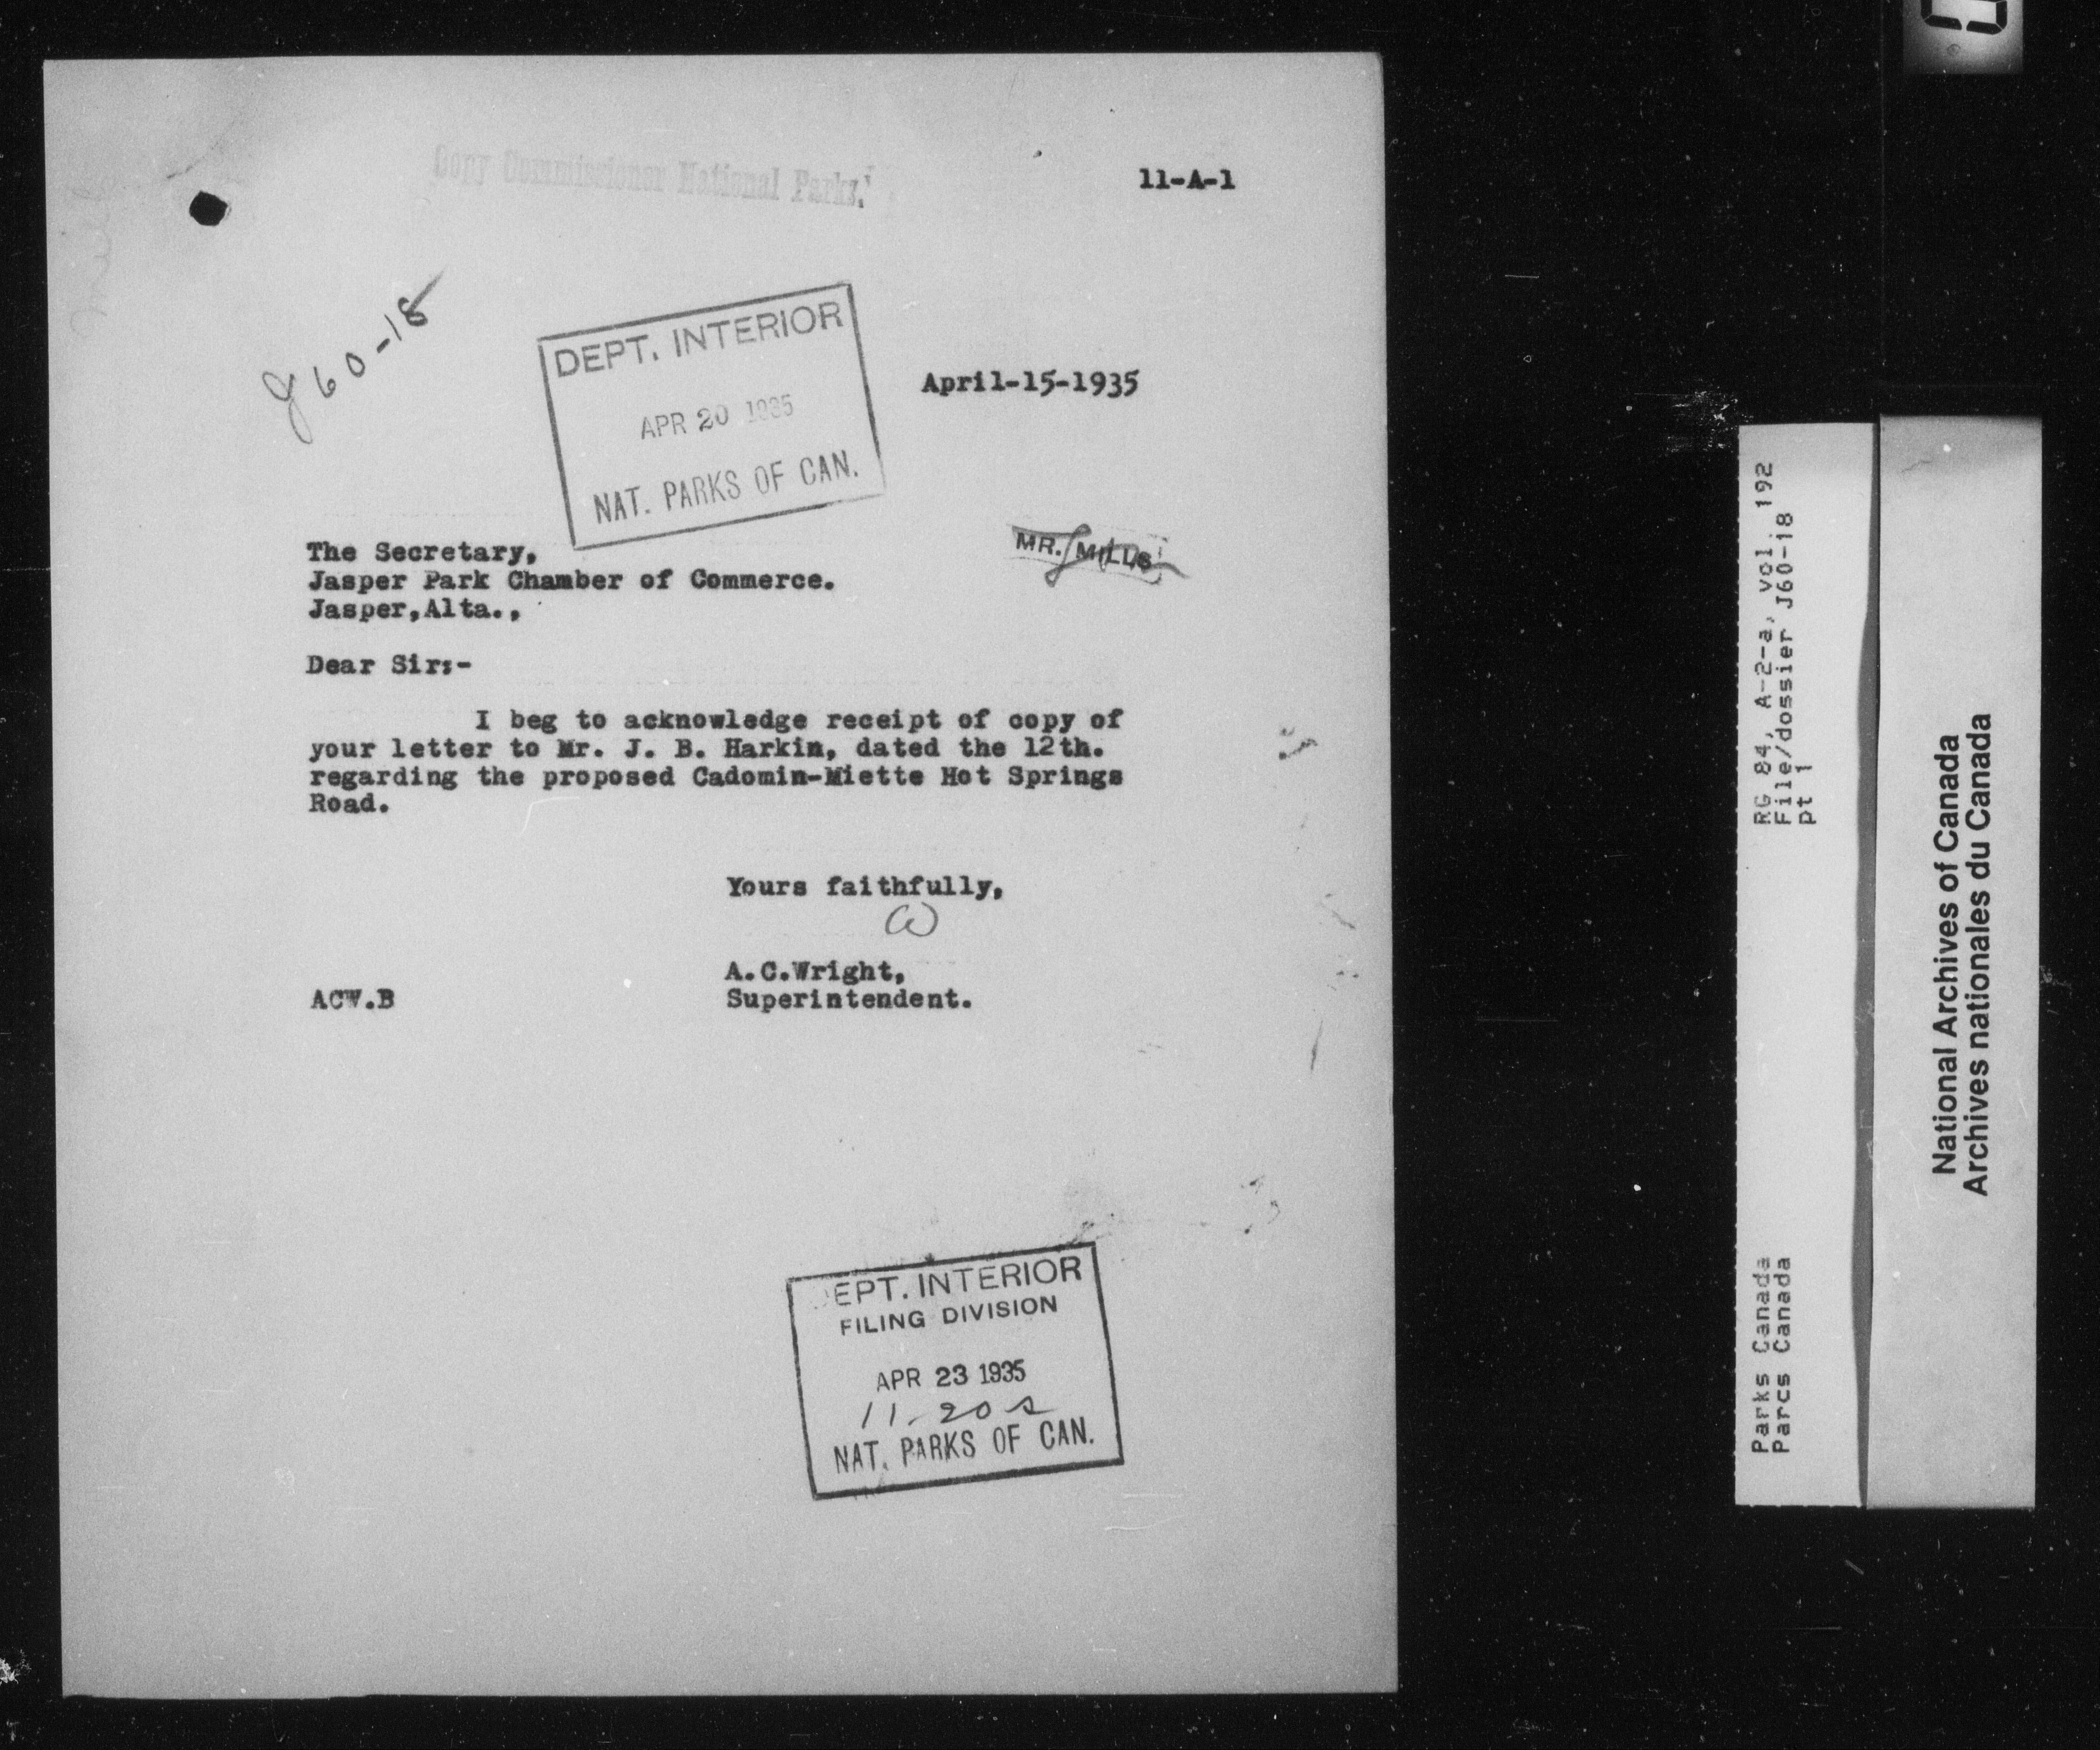 Copy Commissioner National Parks.
11-A-1
J60-18
DEPT. INTERIOR
APR 20 1935
NAT. PARKS OF CAN.
April-15-1935
The Secretary,
Jasper Park Chamber of Commerce.
Jasper,Alta.,
MR. MILLS
Dear Sir:-
I beg to acknowledge receipt of copy of
your letter to Mr. J. B. Harkin, dated the 12th.
regarding the proposed Cadomin-Miette Hot Springs
Road.
Yours faithfully,
A.C.Wright,
Superintendent.
ACW.B
DEPT. INTERIOR
FILING DIVISION
APR 23 1935
11-20
NAT. PARKS OF CAN.
RG 84, A-2-a, vol. 192
File/dossier J60-18
pt 1
Parks Canada
Parcs Canada
National Archives of Canada
Archives nationales du Canada